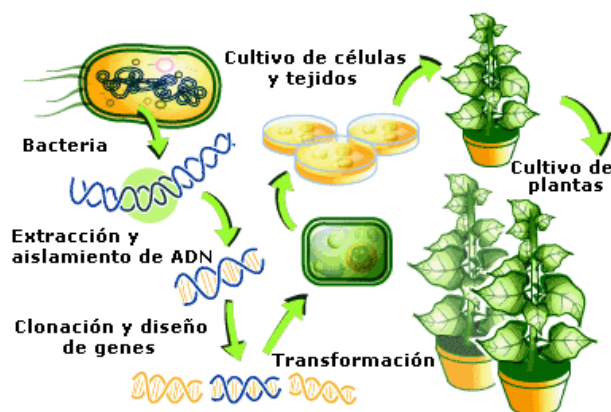 Bacteria
Extracción y
aislamiento de ADN
Clonación y diseño
de genes
Transformación
Cultivo de células
y tejidos
Cultivo de
plantas